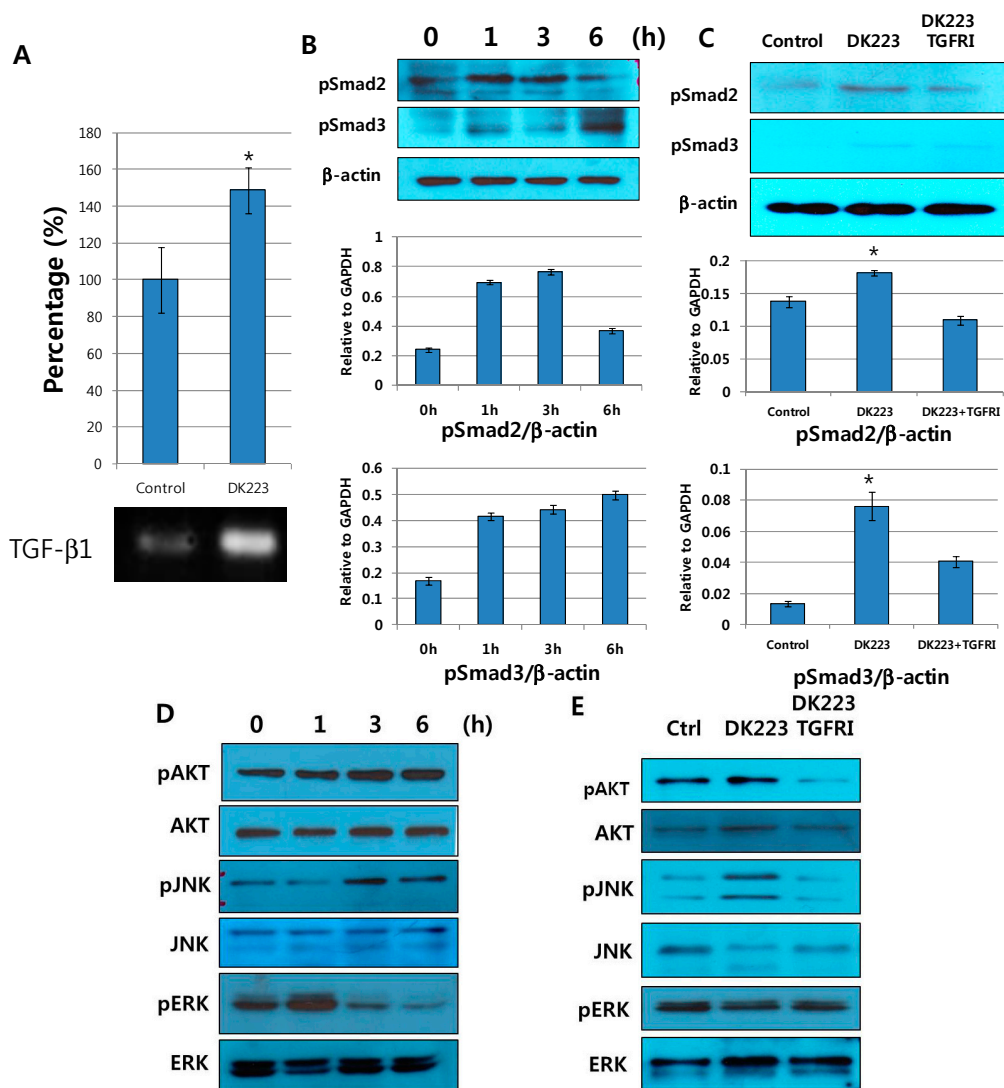 A
Percentage (%)
180
160
140
120
100
80
60
40
20
0
*
Control DK223
TGF-β1
B
0 1 3 6 (h)
pSmad2
pSmad3
β-actin
Relative to GAPDH
1
0.8
0.6
0.4
0.2
0
0h 1h 3h 6h
pSmad2/β-actin
Relative to GAPDH
0.6
0.5
0.4
0.3
0.2
0.1
0
0h 1h 3h 6h
pSmad3/β-actin
C
Control DK223 DK223
TGFRI
pSmad2
pSmad3
β-actin
Relative to GAPDH
0.2
0.15
0.1
0.05
0
*
Control DK223 DK223+TGFRI
pSmad2/β-actin
Relative to GAPDH
0.1
0.08
0.06
0.04
0.02
0
*
Control DK223 DK223+TGFRI
pSmad3/β-actin
D
0 1 3 6 (h)
pAKT
AKT
pJNK
JNK
pERK
ERK
E
Ctrl DK223 DK223
TGFRI
pAKT
AKT
pJNK
JNK
pERK
ERK